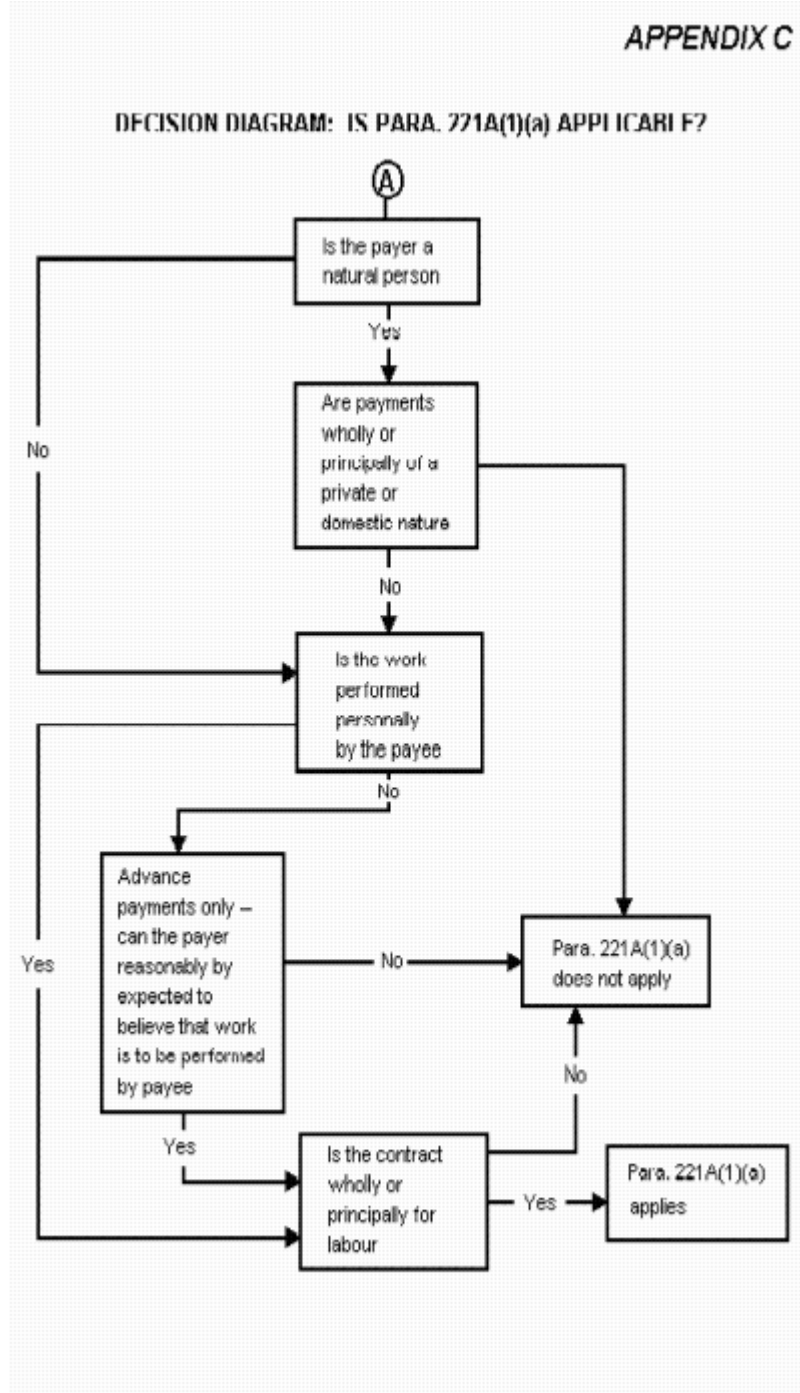 APPENDIX C
DECISION DIAGRAM: IS PARA. 221A(1)(a) APPLICABLE?
A
Is the payer a
natural person
Yes
Are payments
wholly or
principally of a
private or
domestic nature
No
No
Is the work
performed
personally
by the payee
No
Advance
payments only –
can the payer
reasonably by
expected to
believe that work
is to be performed
by payee
Yes
No
Para. 221A(1)(a)
does not apply
No
Yes
Is the contract
wholly or
principally for
labour
Yes
Para. 221A(1)(a)
applies